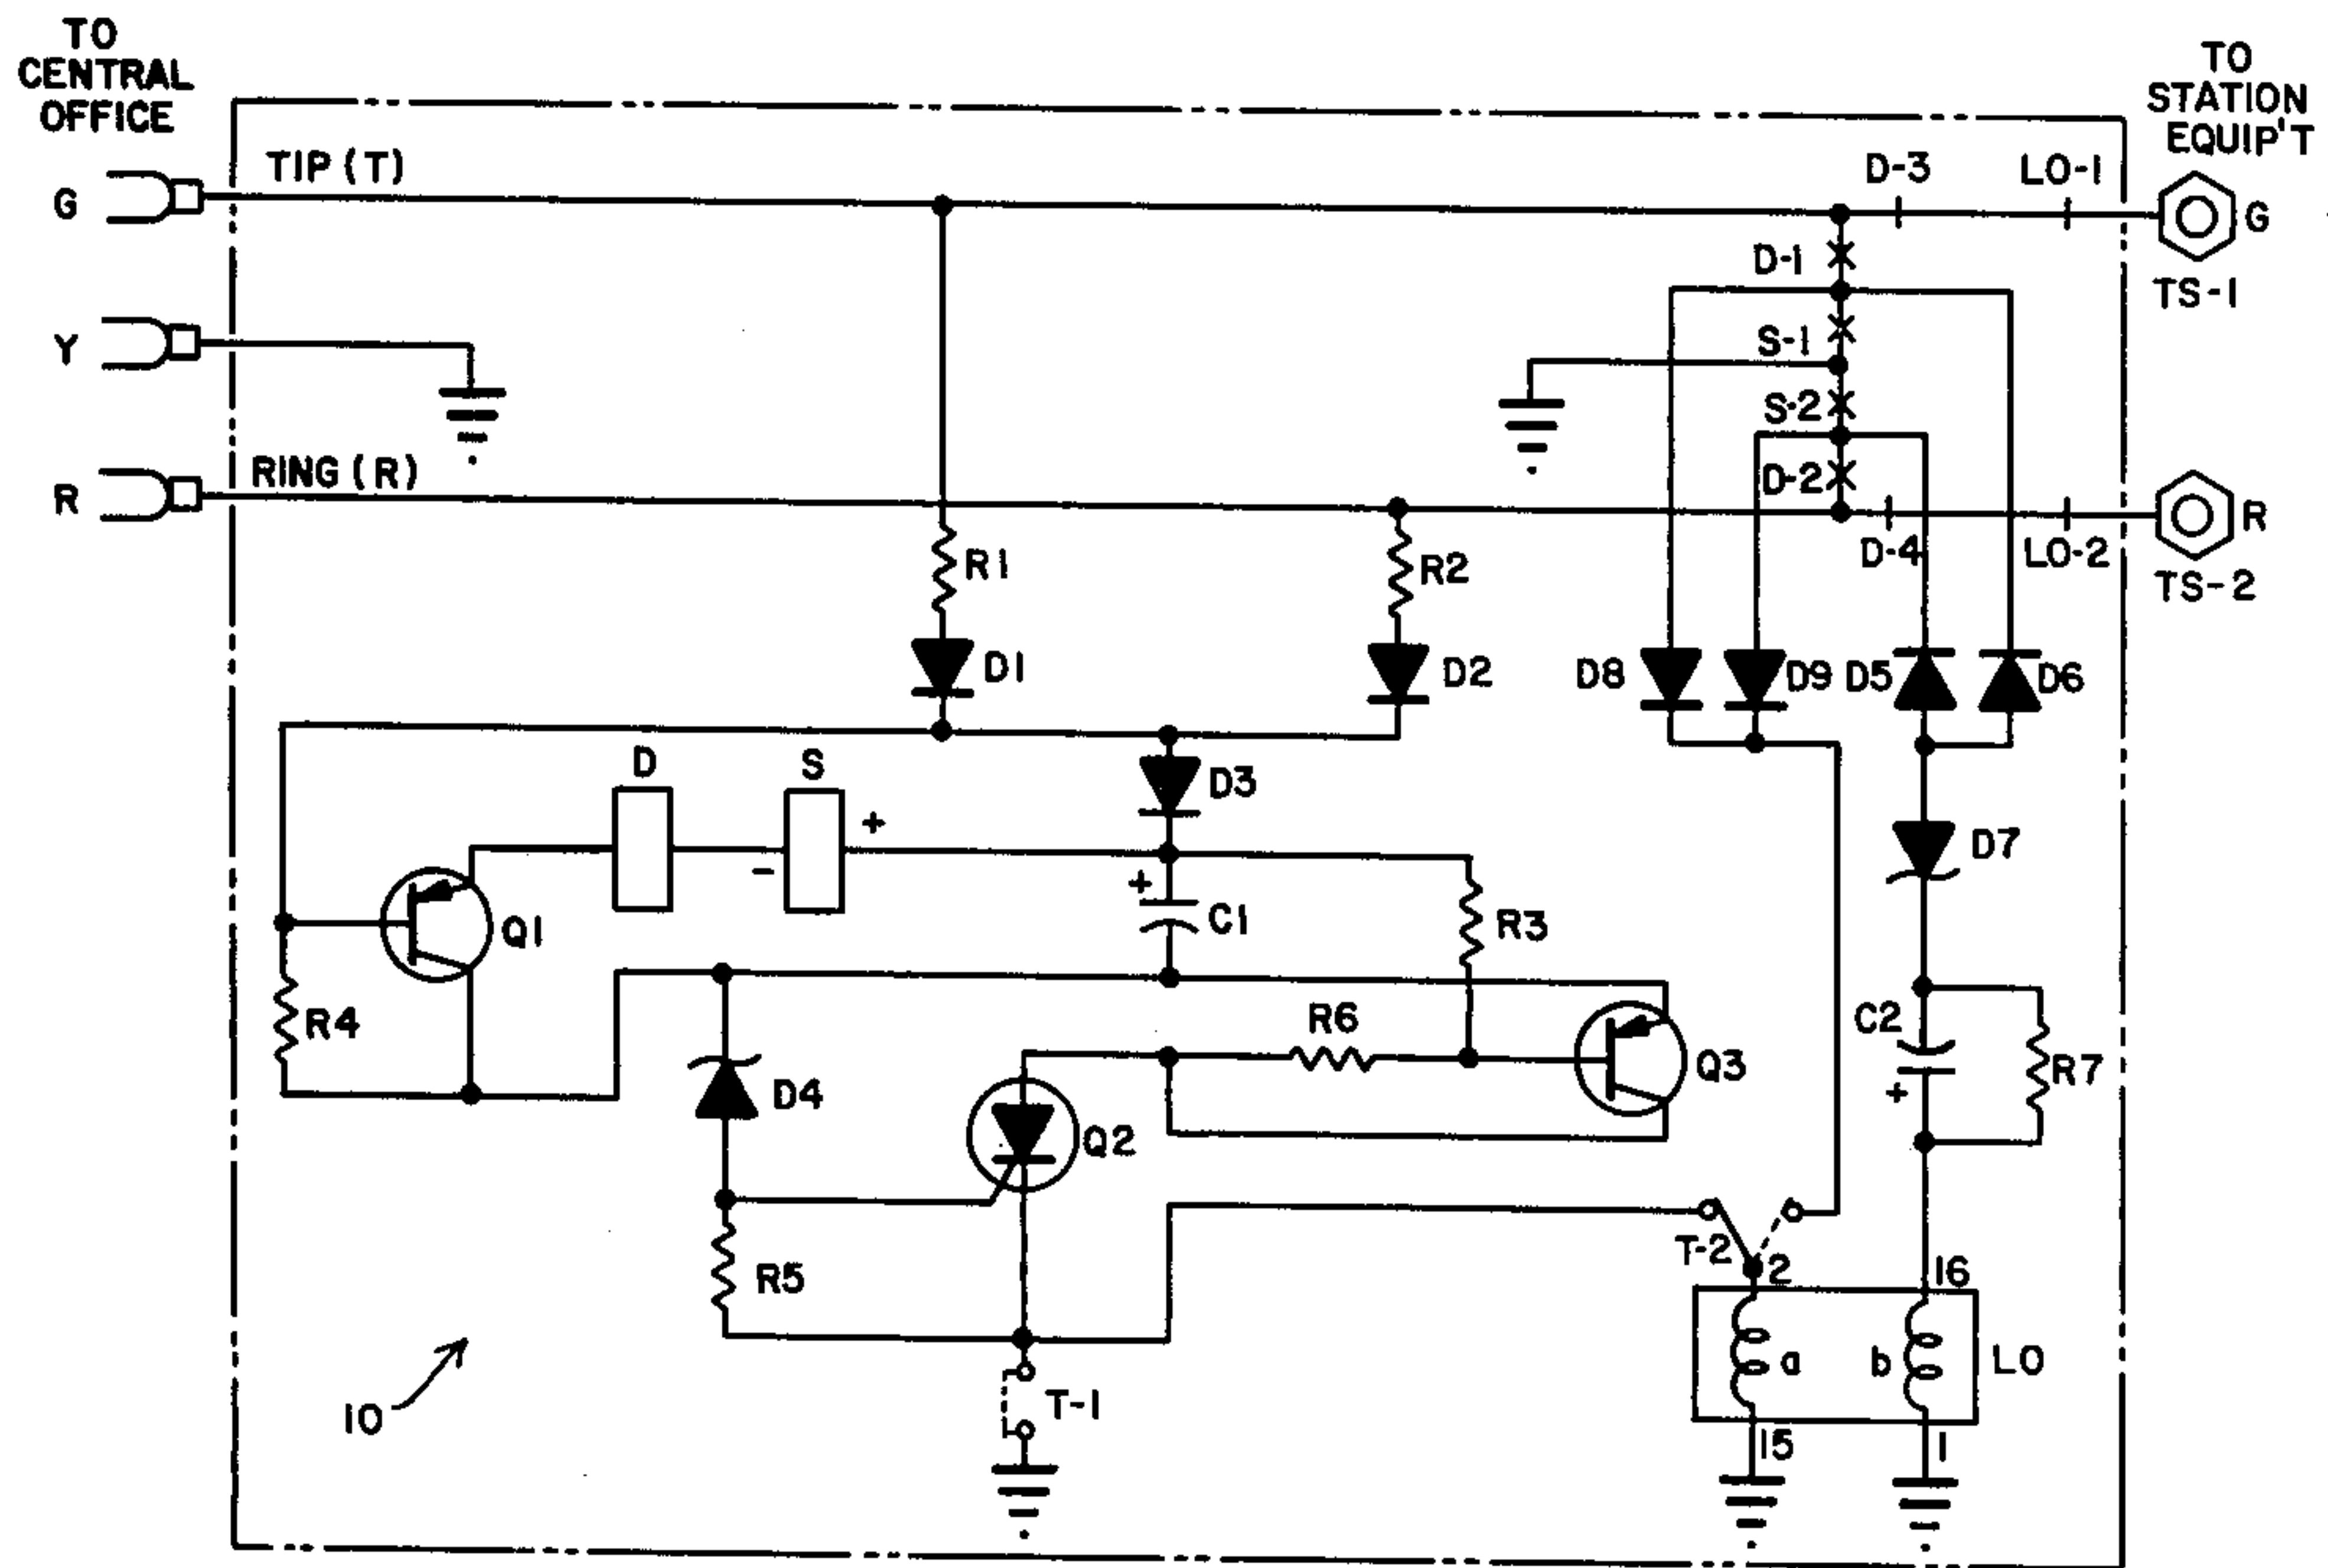 TO
CENTRAL
OFFICE
TO
STATION
EQUIP'T
G
TIP (T)
D-3
LO-1
G
TS-1
D-1
Y
S-1
S-2
R
RING (R)
D-2
D-4
LO-2
R
TS-2
R1
R2
D1
D2
D8
D9
D5
D6
D
S
+
-
D3
D7
Q1
+
C1
R3
R4
D4
R6
Q3
C2
+
R7
Q2
R5
T-2
2
16
a
b
LO
10
T-1
15
1